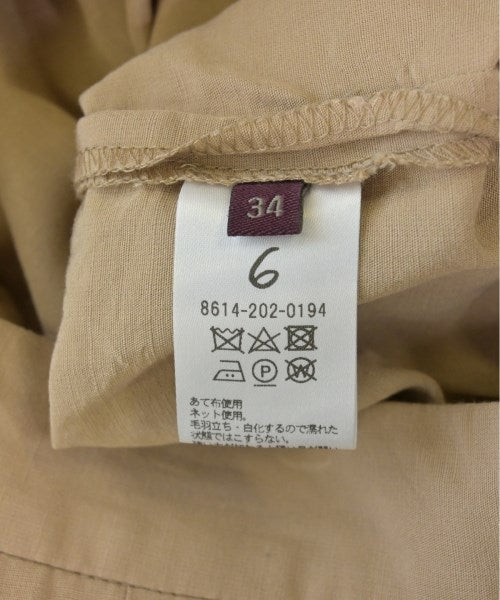 34
6
8614-202-0194
P W
あて布使用
ネット使用。
毛羽立ち・白化するので濡れた
状態ではこすらない。